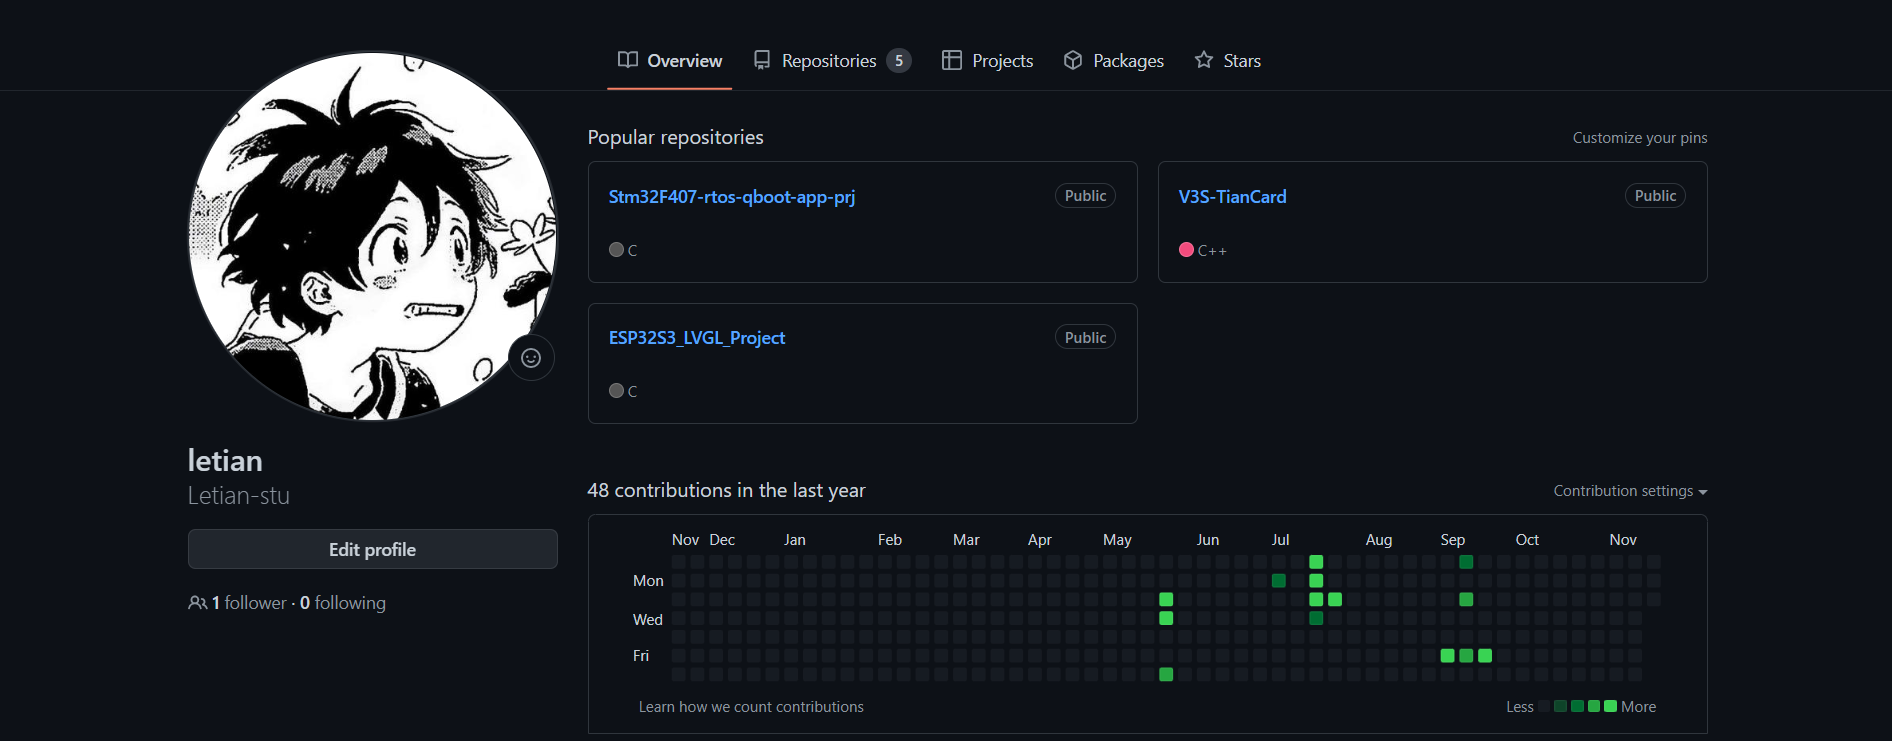 Overview Repositories 5 Projects Packages Stars
letian
Letian-stu
Edit profile
1 follower · 0 following
Popular repositories Customize your pins
Stm32F407-rtos-qboot-app-prj Public
C
V3S-TianCard Public
C++
ESP32S3_LVGL_Project Public
C
48 contributions in the last year Contribution settings
Nov Dec Jan Feb Mar Apr May Jun Jul Aug Sep Oct Nov
Mon
Wed
Fri
Learn how we count contributions Less More